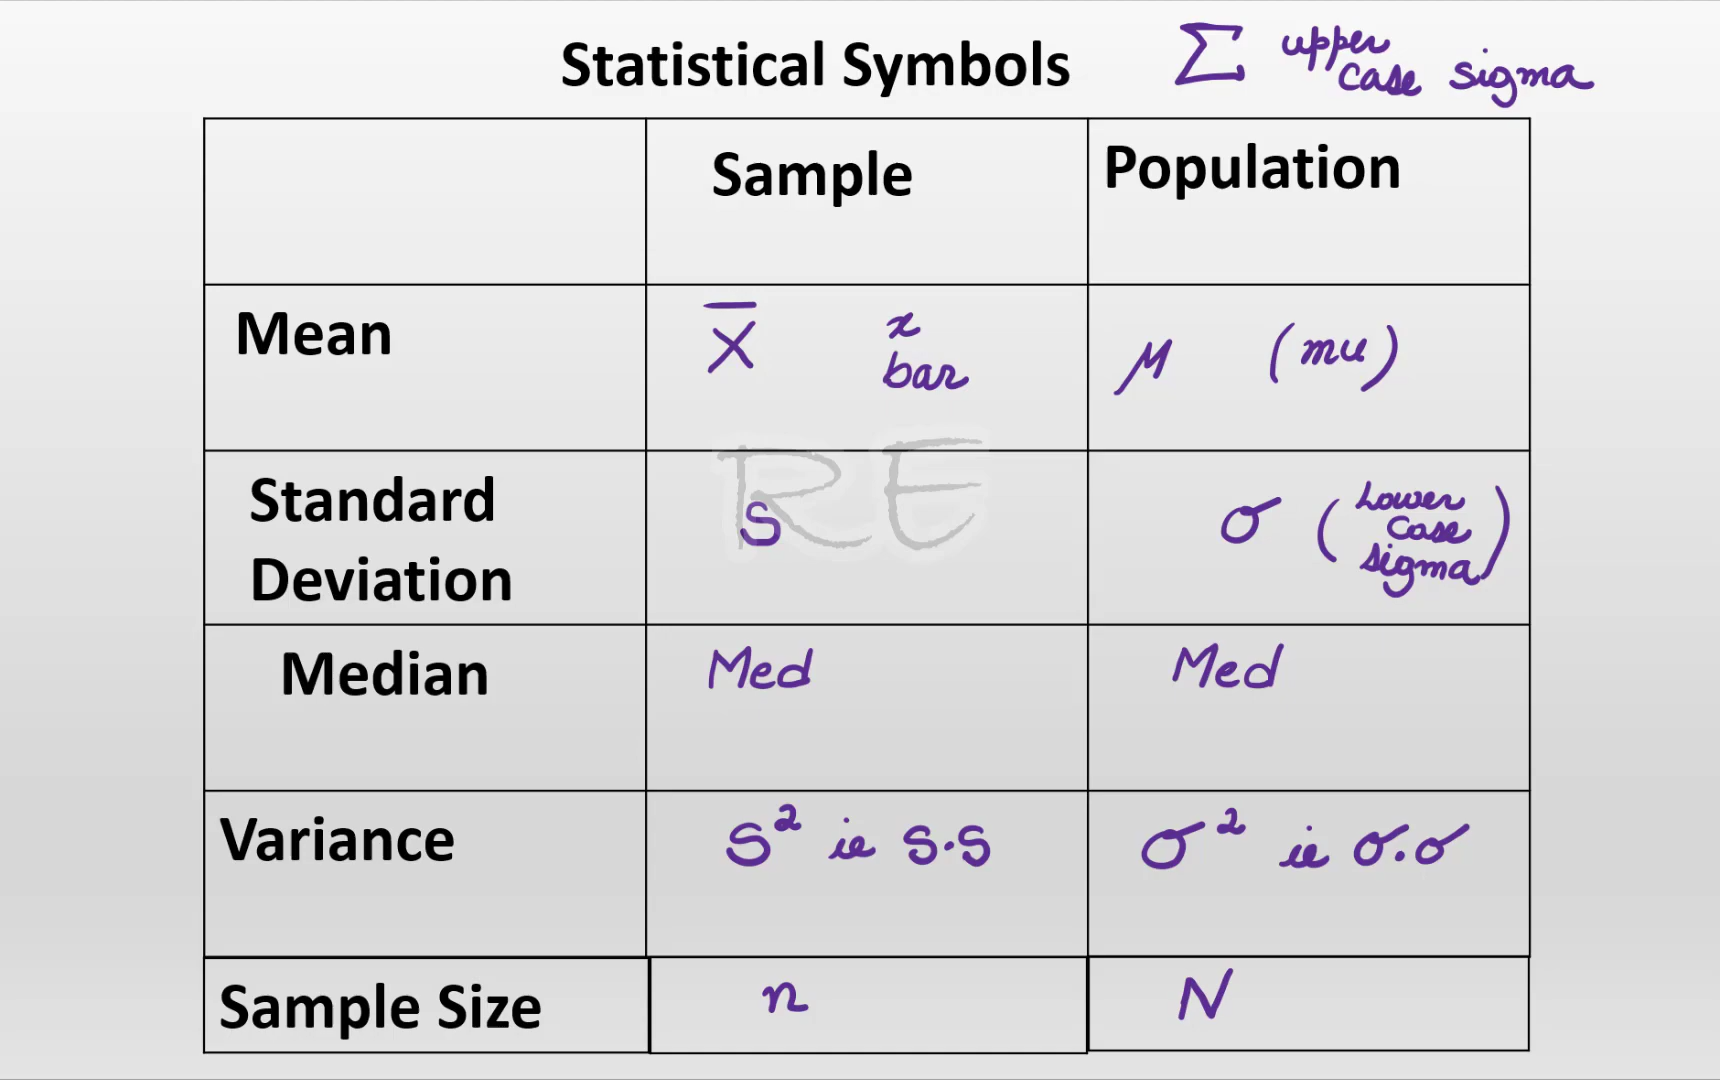 Statistical Symbols Σ upper case sigma
Sample Population
Mean X̄ x bar μ (mu)
Standard Deviation S σ (Lower case sigma)
RE
Median Med Med
Variance S² ie S·S σ² ie σ·σ
Sample Size n N